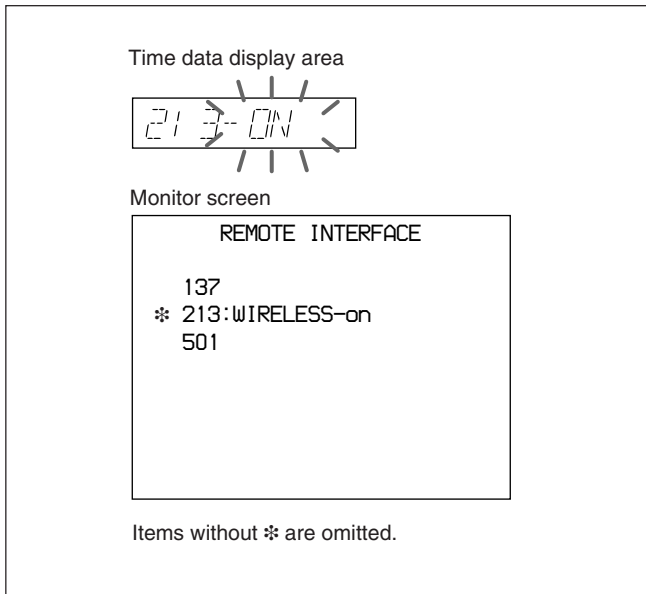 Time data display area
213-ON
Monitor screen
REMOTE INTERFACE
137
✻ 213:WIRELESS-on
501
Items without ✻ are omitted.